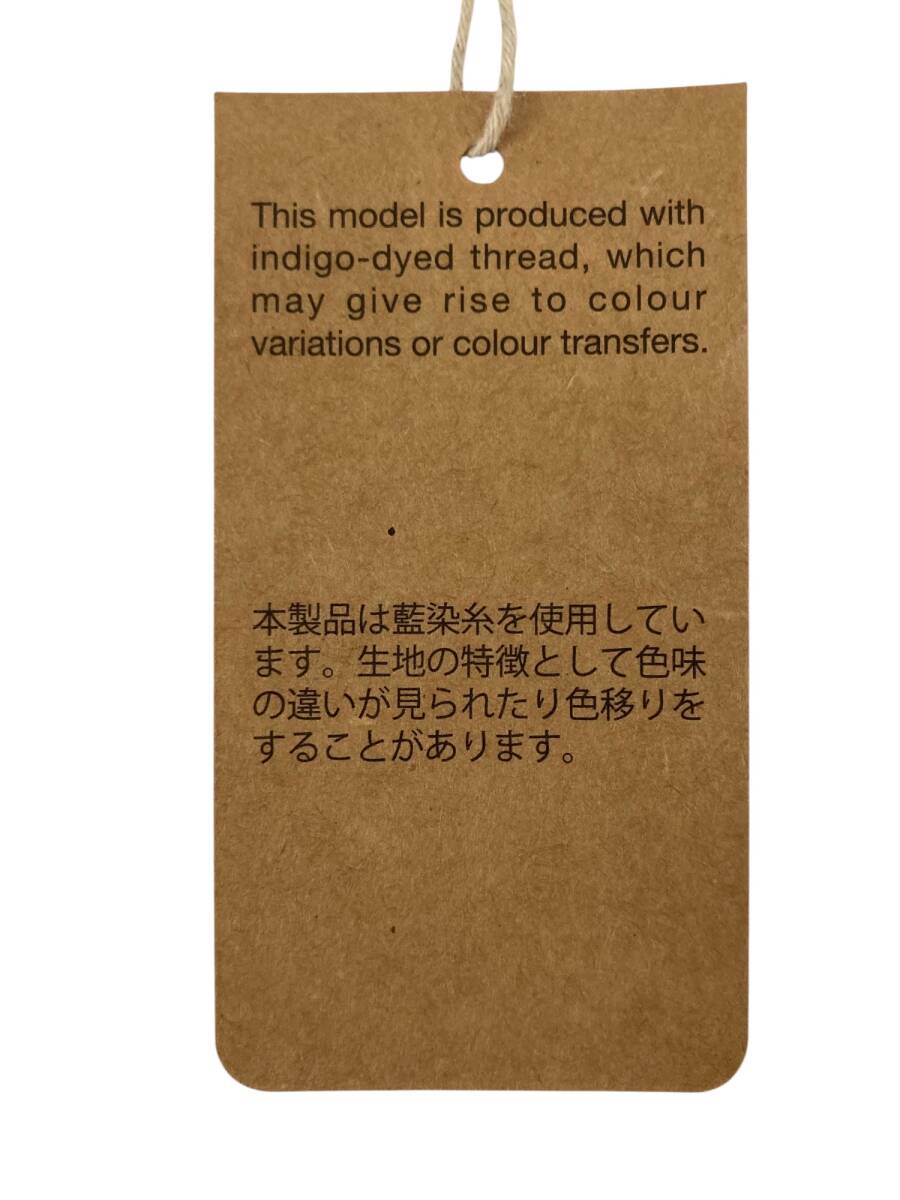 This model is produced with
indigo-dyed thread, which
may give rise to colour
variations or colour transfers.
本製品は藍染糸を使用してい
ます。生地の特徴として色味
の違いが見られたり色移りを
することがあります。